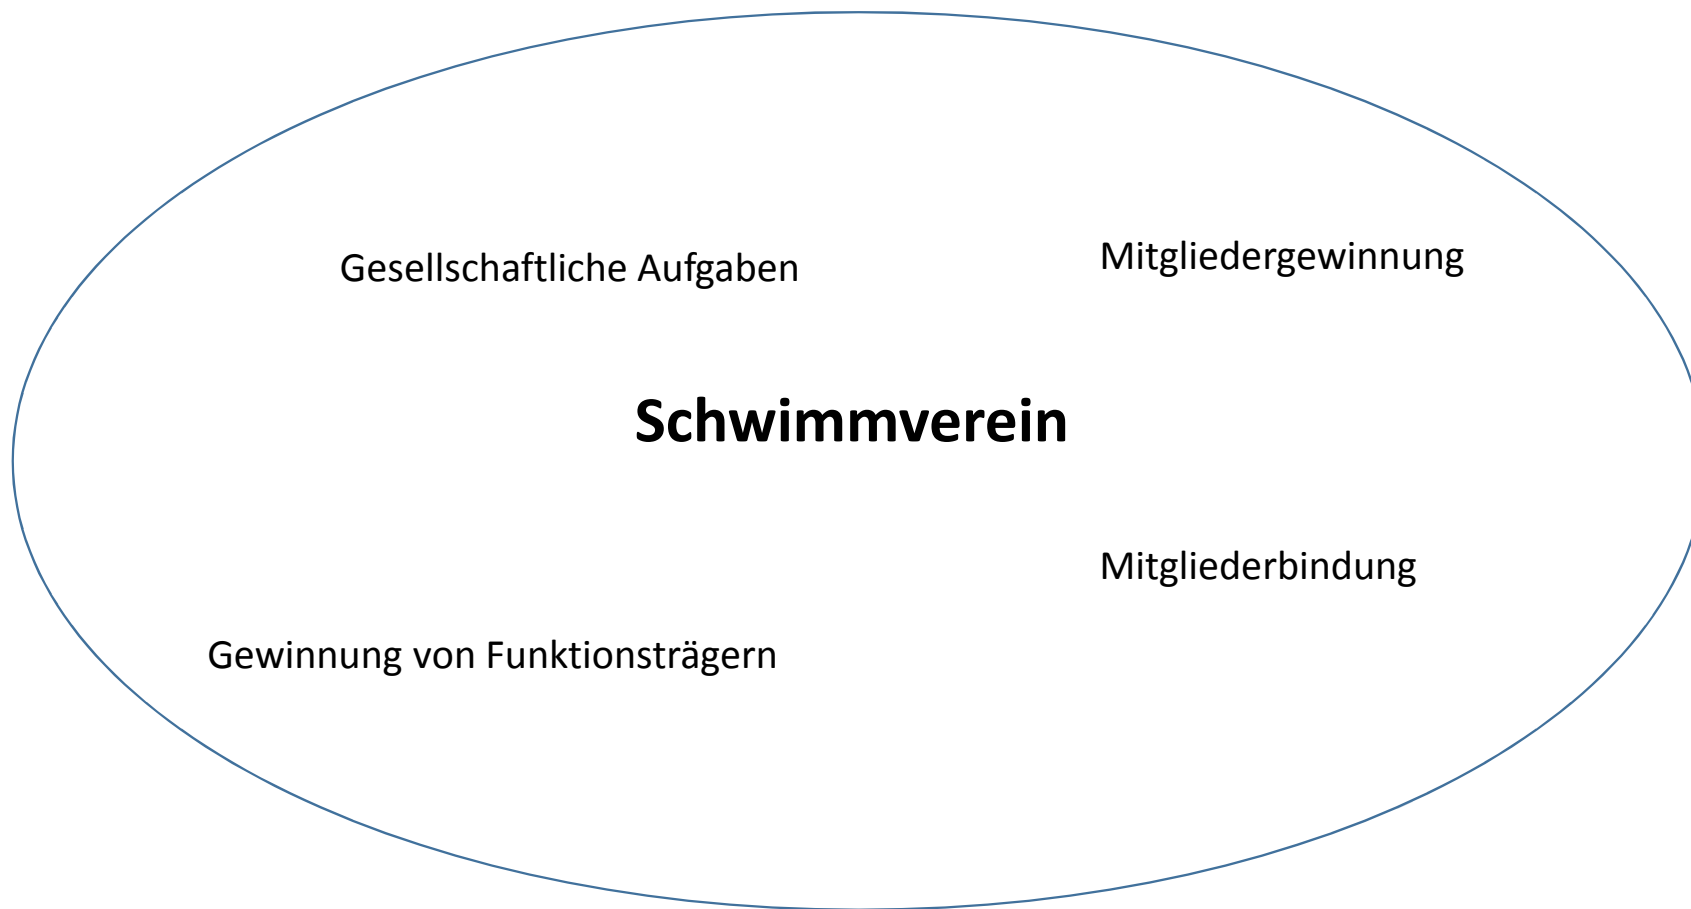 Gesellschaftliche Aufgaben
Mitgliedergewinnung
Schwimmverein
Mitgliederbindung
Gewinnung von Funktionsträgern